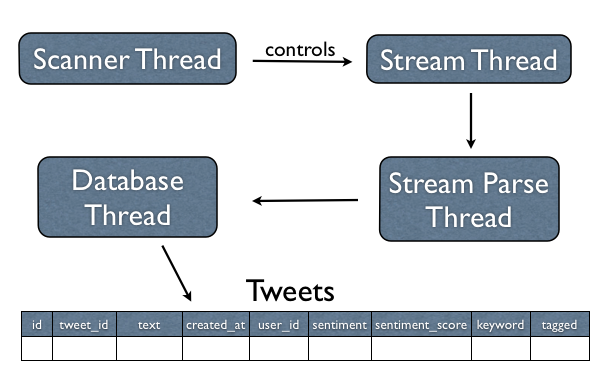 Scanner Thread
controls
Stream Thread
Database
Thread
Stream Parse
Thread
Tweets
id tweet_id text created_at user_id sentiment sentiment_score keyword tagged